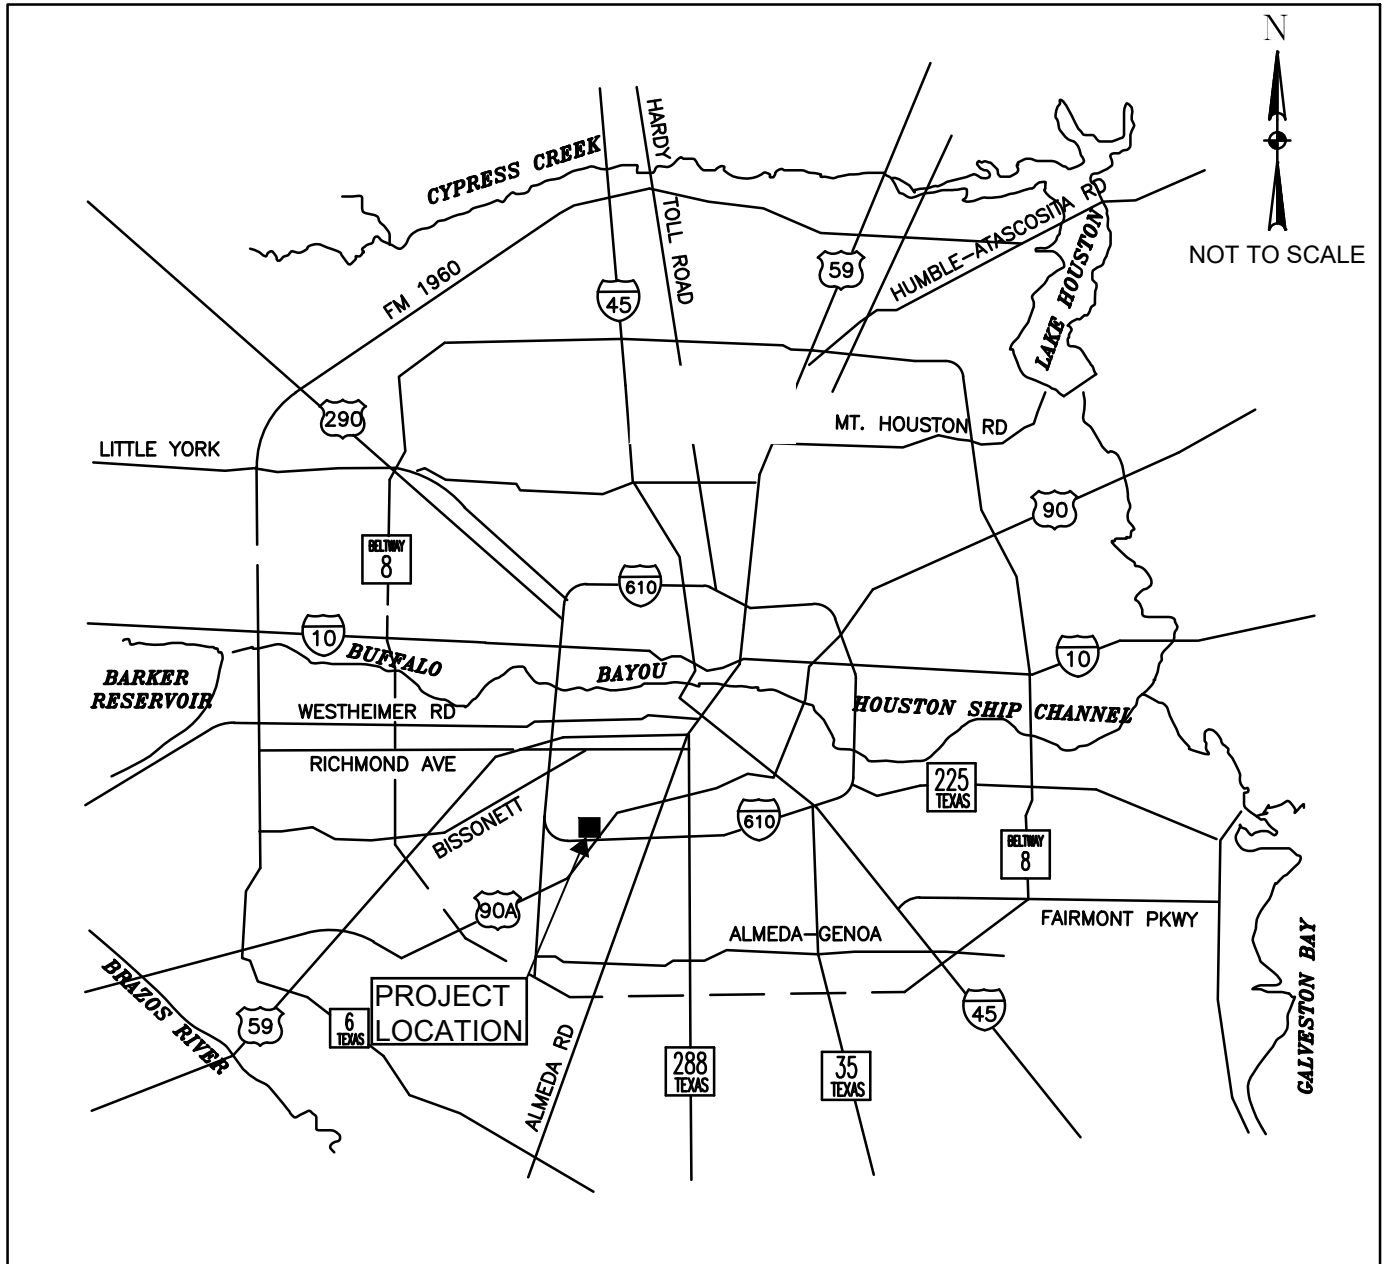 N
NOT TO SCALE
HARDY
TOLL ROAD
CYPRESS CREEK
HUMBLE-ATASCOSITA RD
LAKE HOUSTON
59
45
FM 1960
290
MT. HOUSTON RD
LITTLE YORK
90
BELTWAY
8
610
10
BUFFALO
BAYOU
10
BARKER
RESERVOIR
WESTHEIMER RD
HOUSTON SHIP CHANNEL
RICHMOND AVE
225
TEXAS
BISSONETT
610
BELTWAY
8
90A
ALMEDA-GENOA
FAIRMONT PKWY
BRAZOS RIVER
GALVESTON BAY
PROJECT
LOCATION
59
6
TEXAS
45
ALMEDA RD
288
TEXAS
35
TEXAS